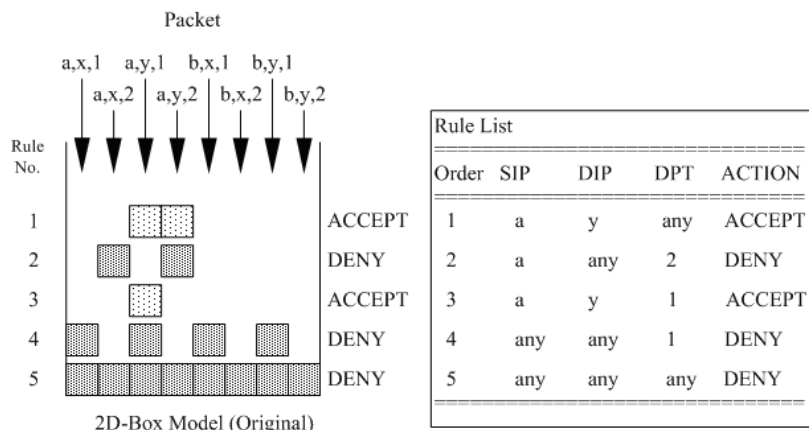 Packet
a,x,1 a,y,1 b,x,1 b,y,1
a,x,2 a,y,2 b,x,2 b,y,2
Rule
No.
1 ACCEPT
2 DENY
3 ACCEPT
4 DENY
5 DENY
2D-Box Model (Original)
Rule List
==================================
Order SIP DIP DPT ACTION
==================================
1 a y any ACCEPT
2 a any 2 DENY
3 a y 1 ACCEPT
4 any any 1 DENY
5 any any any DENY
==================================